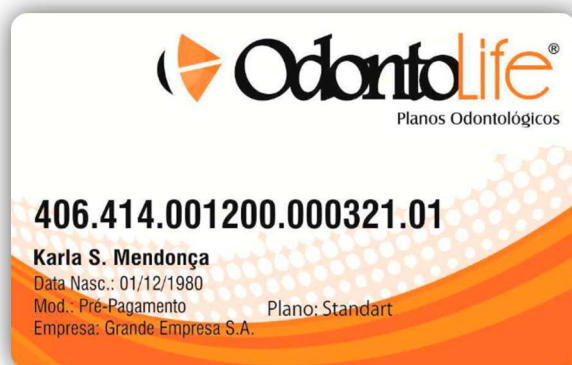 OdontoLife®
Planos Odontológicos
406.414.001200.000321.01
Karla S. Mendonça
Data Nasc.: 01/12/1980
Mod.: Pré-Pagamento Plano: Standart
Empresa: Grande Empresa S.A.